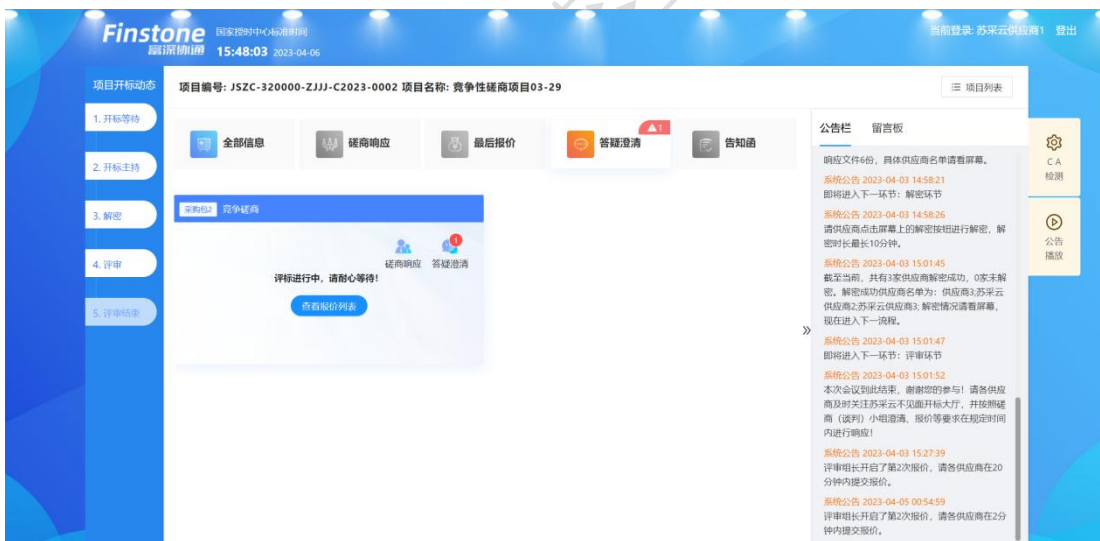 Finstone
富深协通
国家授时中心标准时间
15:48:03 2023-04-06
当前登录: 苏采云供应商1 登出
项目开标动态
项目编号: JSZC-320000-ZJJJ-C2023-0002 项目名称: 竞争性磋商项目03-29
项目列表
1. 开标等待
2. 开标主持
3. 解密
4. 评审
5. 评审结束
全部信息
磋商响应
最后报价
答疑澄清
1
告知函
采购包2 竞争磋商
磋商响应
1
答疑澄清
评标进行中，请耐心等待!
查看报价列表
»
公告栏 留言板
响应文件6份，具体供应商名单请看屏幕。
系统公告 2023-04-03 14:58:21
即将进入下一环节：解密环节
系统公告 2023-04-03 14:58:26
请供应商点击屏幕上的解密按钮进行解密，解
密时长最长10分钟。
系统公告 2023-04-03 15:01:45
截至当前，共有3家供应商解密成功，0家未解
密。解密成功供应商名单为：供应商3;苏采云
供应商2;苏采云供应商3; 解密情况请看屏幕，
现在进入下一流程。
系统公告 2023-04-03 15:01:47
即将进入下一环节：评审环节
系统公告 2023-04-03 15:01:52
本次会议到此结束，谢谢您的参与！请各供应
商及时关注苏采云不见面开标大厅，并按照磋
商（谈判）小组澄清、报价等要求在规定时间
内进行响应！
系统公告 2023-04-03 15:27:39
评审组长开启了第2次报价，请各供应商在20
分钟内提交报价。
系统公告 2023-04-05 00:54:59
评审组长开启了第2次报价，请各供应商在2分
钟内提交报价。
CA
检测
公告
播放